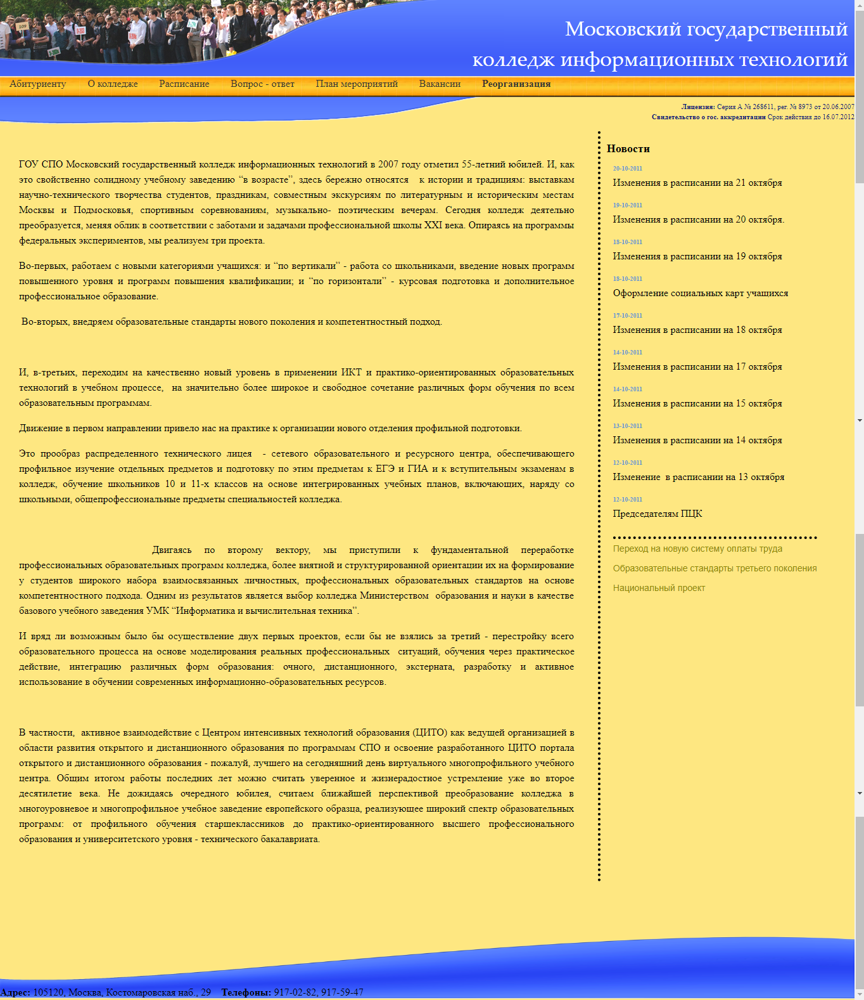 109
Московский государственный
колледж информационных технологий
Абитуриенту О колледже Расписание Вопрос - ответ План мероприятий Вакансии Реорганизация
Лицензия: Серия А № 268611, рег. № 8973 от 20.06.2007
Свидетельство о гос. аккредитации Срок действия до 16.07.2012
ГОУ СПО Московский государственный колледж информационных технологий в 2007 году отметил 55-летний юбилей. И, как
это свойственно солидному учебному заведению “в возрасте”, здесь бережно относятся к истории и традициям: выставкам
научно-технического творчества студентов, праздникам, совместным экскурсиям по литературным и историческим местам
Москвы и Подмосковья, спортивным соревнованиям, музыкально- поэтическим вечерам. Сегодня колледж деятельно
преобразуется, меняя облик в соответствии с заботами и задачами профессиональной школы XXI века. Опираясь на программы
федеральных экспериментов, мы реализуем три проекта.
Во-первых, работаем с новыми категориями учащихся: и “по вертикали” - работа со школьниками, введение новых программ
повышенного уровня и программ повышения квалификации; и “по горизонтали” - курсовая подготовка и дополнительное
профессиональное образование.
Во-вторых, внедряем образовательные стандарты нового поколения и компетентностный подход.
И, в-третьих, переходим на качественно новый уровень в применении ИКТ и практико-ориентированных образовательных
технологий в учебном процессе, на значительно более широкое и свободное сочетание различных форм обучения по всем
образовательным программам.
Движение в первом направлении привело нас на практике к организации нового отделения профильной подготовки.
Это прообраз распределенного технического лицея - сетевого образовательного и ресурсного центра, обеспечивающего
профильное изучение отдельных предметов и подготовку по этим предметам к ЕГЭ и ГИА и к вступительным экзаменам в
колледж, обучение школьников 10 и 11-х классов на основе интегрированных учебных планов, включающих, наряду со
школьными, общепрофессиональные предметы специальностей колледжа.
Двигаясь по второму вектору, мы приступили к фундаментальной переработке
профессиональных образовательных программ колледжа, более внятной и структурированной ориентации их на формирование
у студентов широкого набора взаимосвязанных личностных, профессиональных образовательных стандартов на основе
компетентностного подхода. Одним из результатов является выбор колледжа Министерством образования и науки в качестве
базового учебного заведения УМК “Информатика и вычислительная техника”.
И вряд ли возможным было бы осуществление двух первых проектов, если бы не взялись за третий - перестройку всего
образовательного процесса на основе моделирования реальных профессиональных ситуаций, обучения через практическое
действие, интеграцию различных форм образования: очного, дистанционного, экстерната, разработку и активное
использование в обучении современных информационно-образовательных ресурсов.
В частности, активное взаимодействие с Центром интенсивных технологий образования (ЦИТО) как ведущей организацией в
области развития открытого и дистанционного образования по программам СПО и освоение разработанного ЦИТО портала
открытого и дистанционного образования - пожалуй, лучшего на сегодняшний день виртуального многопрофильного учебного
центра. Общим итогом работы последних лет можно считать уверенное и жизнерадостное устремление уже во второе
десятилетие века. Не дожидаясь очередного юбилея, считаем ближайшей перспективой преобразование колледжа в
многоуровневое и многопрофильное учебное заведение европейского образца, реализующее широкий спектр образовательных
программ: от профильного обучения старшеклассников до практико-ориентированного высшего профессионального
образования и университетского уровня - технического бакалавриата.
Новости
20-10-2011
Изменения в расписании на 21 октября
19-10-2011
Изменения в расписании на 20 октября.
18-10-2011
Изменения в расписании на 19 октября
18-10-2011
Оформление социальных карт учащихся
17-10-2011
Изменения в расписании на 18 октября
14-10-2011
Изменения в расписании на 17 октября
14-10-2011
Изменения в расписании на 15 октября
13-10-2011
Изменения в расписании на 14 октября
12-10-2011
Изменение в расписании на 13 октября
12-10-2011
Председателям ПЦК
Переход на новую систему оплаты труда
Образовательные стандарты третьего поколения
Национальный проект
Адрес: 105120, Москва, Костомаровская наб., 29 Телефоны: 917-02-82, 917-59-47